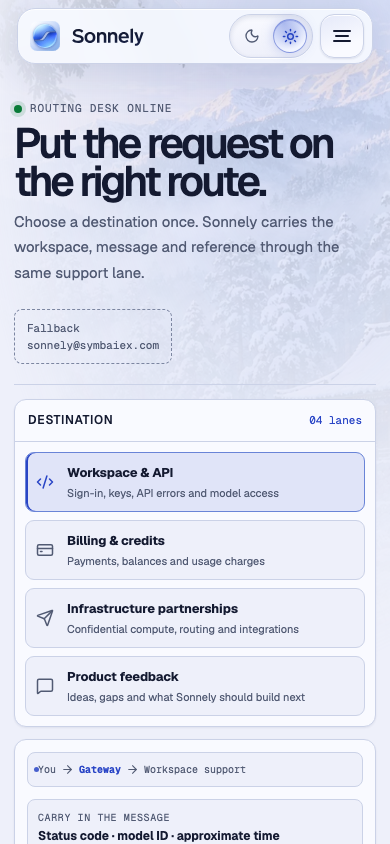 Sonnely
ROUTING DESK ONLINE
Put the request on
the right route.
Choose a destination once. Sonnely carries the
workspace, message and reference through the
same support lane.
Fallback
sonnely@symbaiex.com
DESTINATION
04 lanes
Workspace & API
Sign-in, keys, API errors and model access
Billing & credits
Payments, balances and usage charges
Infrastructure partnerships
Confidential compute, routing and integrations
Product feedback
Ideas, gaps and what Sonnely should build next
You → Gateway → Workspace support
CARRY IN THE MESSAGE
Status code · model ID · approximate time